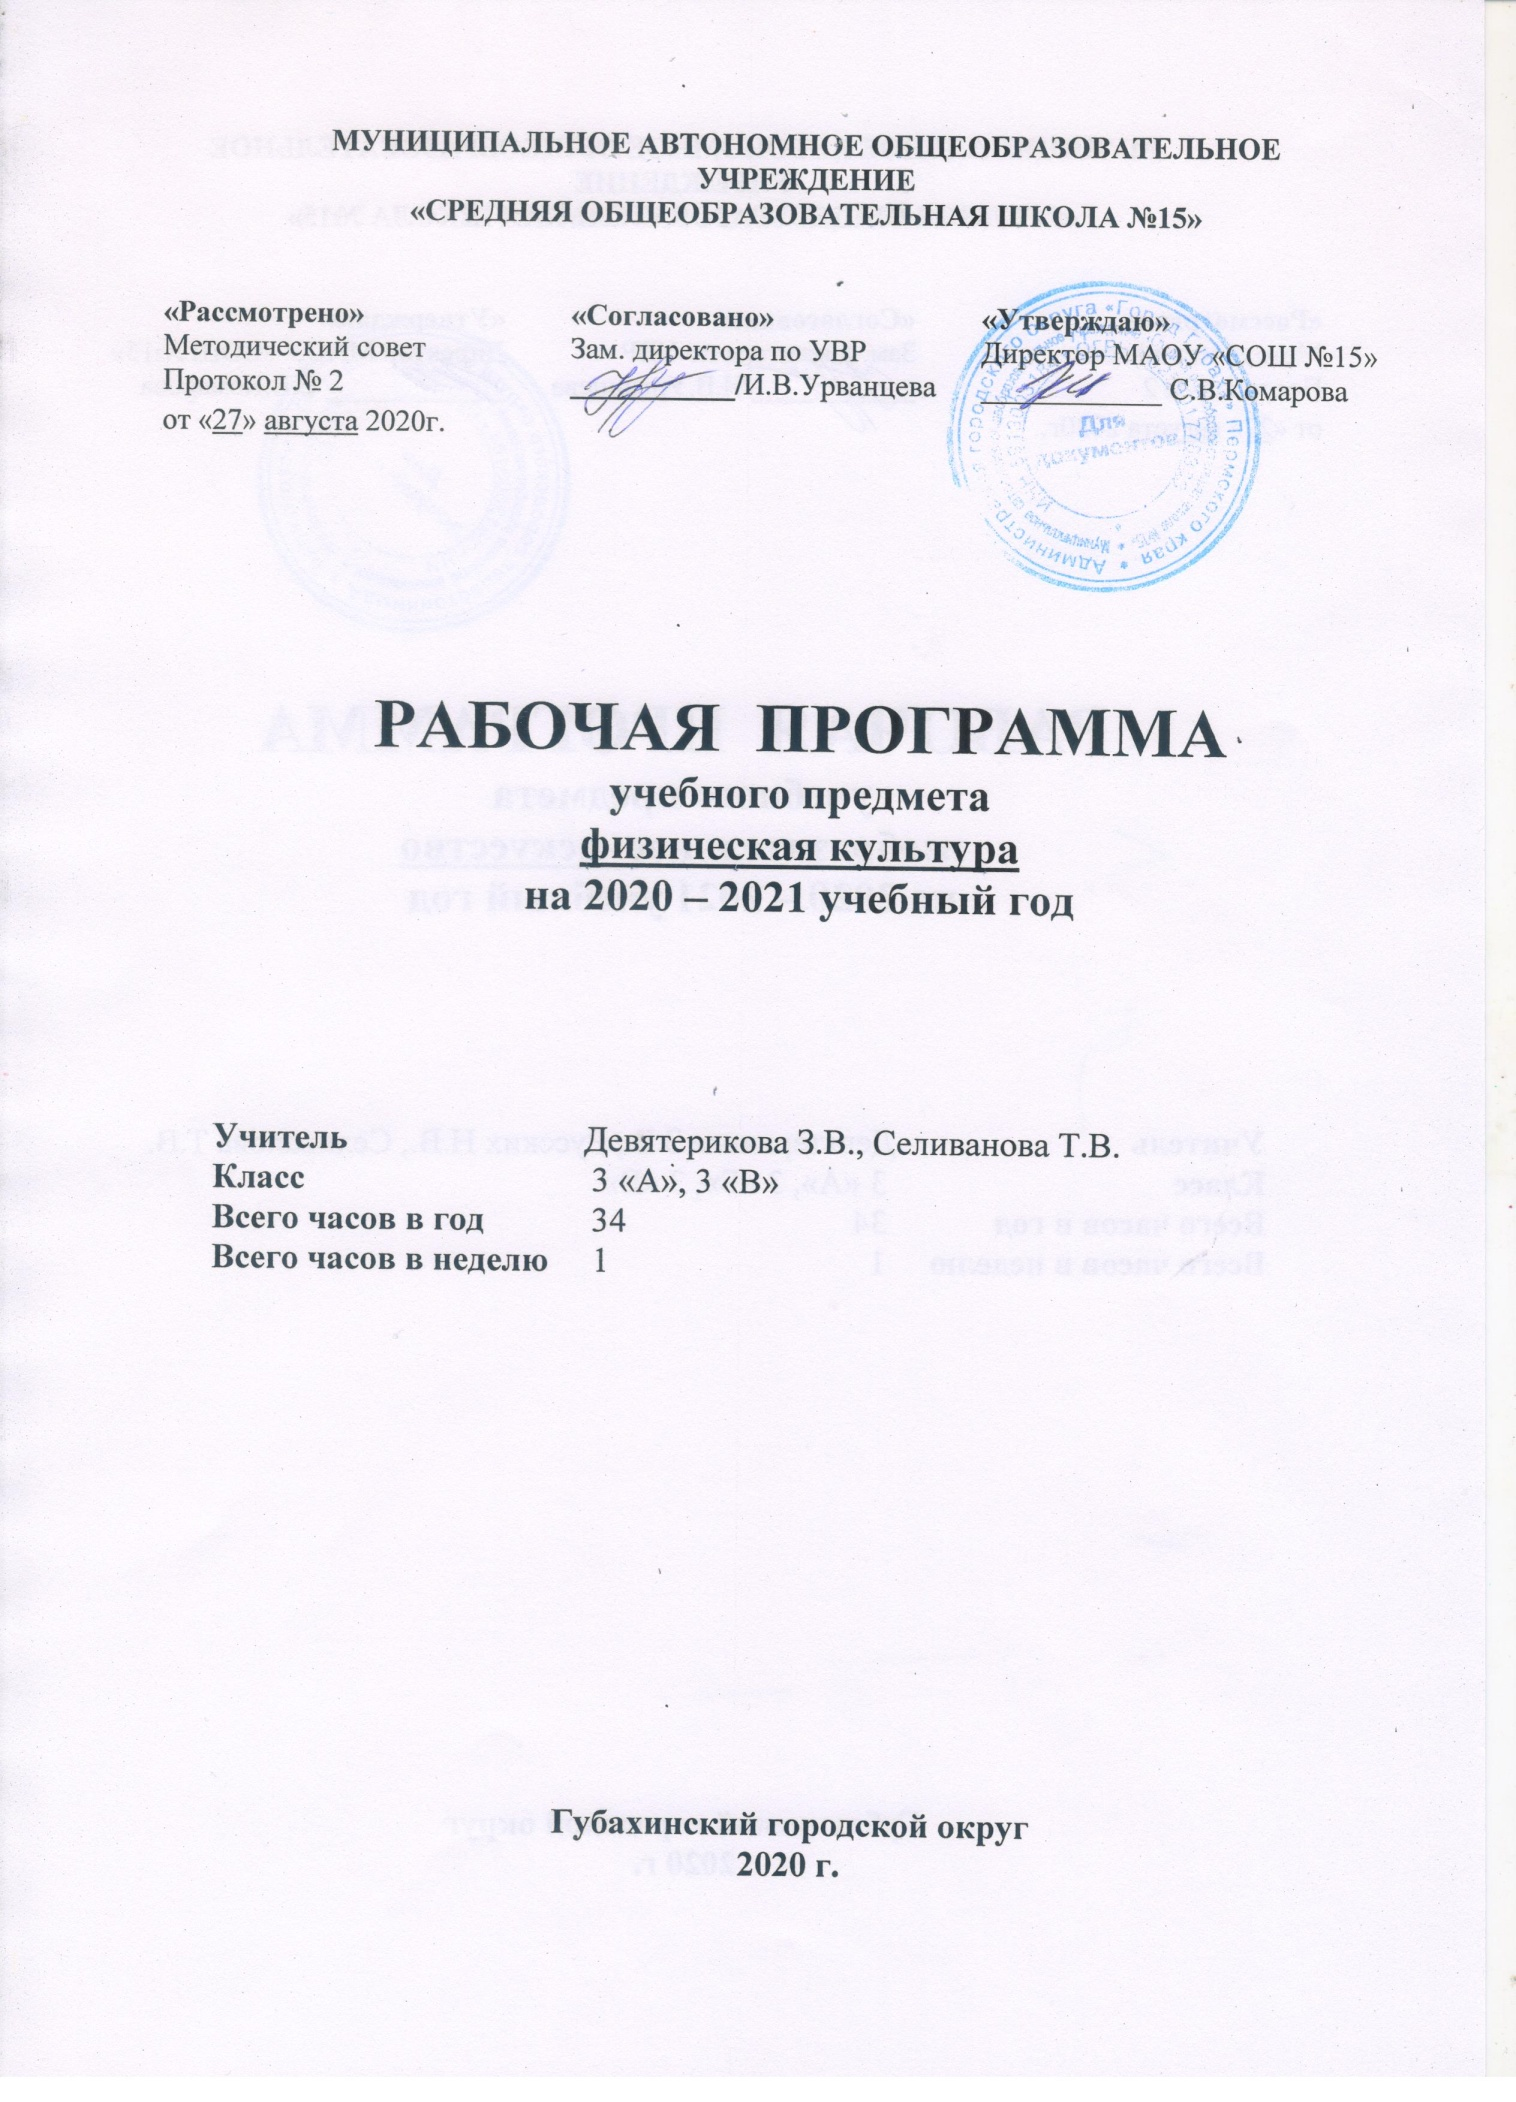 МУНИЦИПАЛЬНОЕ АВТОНОМНОЕ ОБЩЕОБРАЗОВАТЕЛЬНОЕ
УЧРЕЖДЕНИЕ
«СРЕДНЯЯ ОБЩЕОБРАЗОВАТЕЛЬНАЯ ШКОЛА №15»
«Рассмотрено»
Методический совет
Протокол № 2
от «27» августа 2020г.
«Согласовано»
Зам. директора по УВР
/И.В.Урванцева
«Утверждаю»
Директор МАОУ «СОШ №15»
С.В.Комарова
Для
документов
РАБОЧАЯ ПРОГРАММА
учебного предмета
физическая культура
на 2020 – 2021 учебный год
Учитель Девятерикова З.В., Селиванова Т.В.
Класс 3 «А», 3 «В»
Всего часов в год 34
Всего часов в неделю 1
Губахинский городской округ
2020 г.